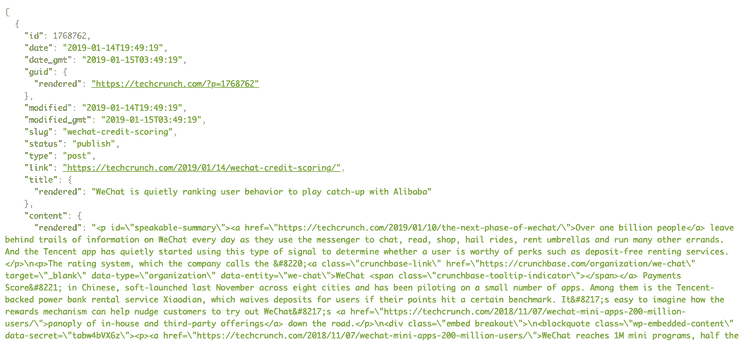 [
{
"id": 1768762,
"date": "2019-01-14T19:49:19",
"date_gmt": "2019-01-15T03:49:19",
"guid": {
"rendered": "https://techcrunch.com/?p=1768762"
},
"modified": "2019-01-14T19:49:19",
"modified_gmt": "2019-01-15T03:49:19",
"slug": "wechat-credit-scoring",
"status": "publish",
"type": "post",
"link": "https://techcrunch.com/2019/01/14/wechat-credit-scoring/",
"title": {
"rendered": "WeChat is quietly ranking user behavior to play catch-up with Alibaba"
},
"content": {
"rendered": "<p id=\"speakable-summary\"><a href=\"https://techcrunch.com/2019/01/10/the-next-phase-of-wechat/\">Over one billion people</a> leave
behind trails of information on WeChat every day as they use the messenger to chat, read, shop, hail rides, rent umbrellas and run many other errands.
And the Tencent app has quietly started using this type of signal to determine whether a user is worthy of perks such as deposit-free renting services.
</p>\n<p>The rating system, which the company calls the &#8220;<a class=\"crunchbase-link\" href=\"https://crunchbase.com/organization/we-chat\"
target=\"_blank\" data-type=\"organization\" data-entity=\"we-chat\">WeChat <span class=\"crunchbase-tooltip-indicator\"></span></a> Payments
Score&#8221; in Chinese, soft-launched last November across eight cities and has been piloting on a small number of apps. Among them is the Tencent-
backed power bank rental service Xiaodian, which waives deposits for users if their points hit a certain benchmark. It&#8217;s easy to imagine how the
rewards mechanism can help nudge customers to try out WeChat&#8217;s <a href=\"https://techcrunch.com/2018/11/07/wechat-mini-apps-200-million-
users/\">panoply of in-house and third-party offerings</a> down the road.</p>\n<div class=\"embed breakout\">\n<blockquote class=\"wp-embedded-content\"
data-secret=\"tabw4bVX6z\"><p><a href=\"https://techcrunch.com/2018/11/07/wechat-mini-apps-200-million-users/\">WeChat reaches 1M mini programs, half the